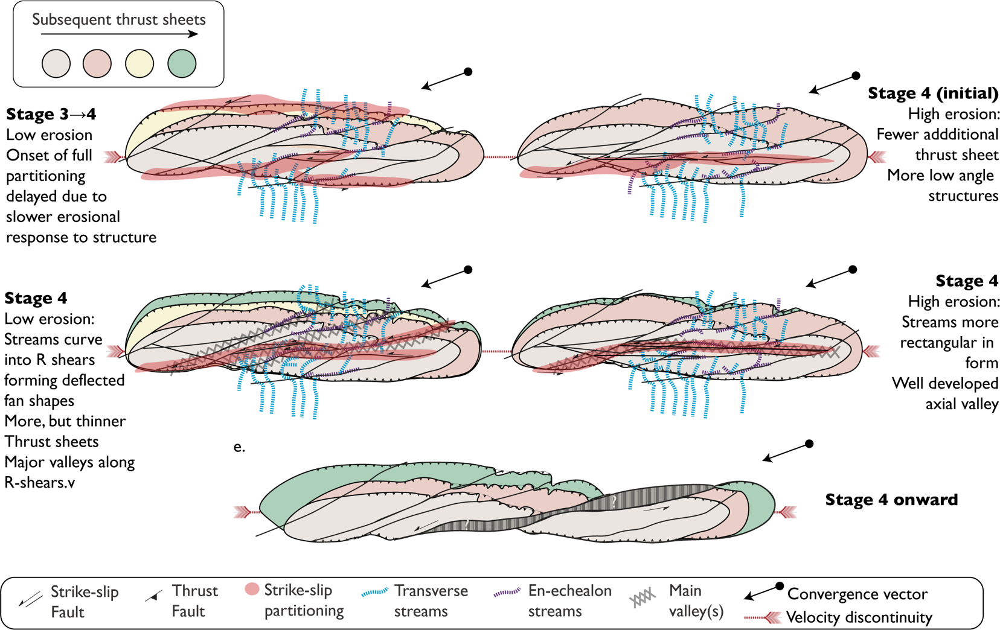 Subsequent thrust sheets
Stage 3→4
Low erosion
Onset of full
partitioning
delayed due to
slower erosional
response to structure
Stage 4 (initial)
High erosion:
Fewer addditional
thrust sheet
More low angle
structures
Stage 4
Low erosion:
Streams curve
into R shears
forming deflected
fan shapes
More, but thinner
Thrust sheets
Major valleys along
R-shears.v
Stage 4
High erosion:
Streams more
rectangular in
form
Well developed
axial valley
e.
?
?
Stage 4 onward
Strike-slip
Fault
Thrust
Fault
Strike-slip
partitioning
Transverse
streams
En-echealon
streams
Main
valley(s)
Convergence vector
Velocity discontinuity